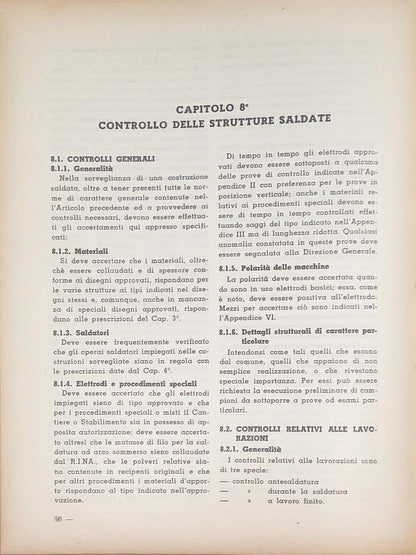 CAPITOLO 8°
CONTROLLO DELLE STRUTTURE SALDATE
8.1. CONTROLLI GENERALI
8.1.1. Generalità
Nella sorveglianza di una costruzione
saldata, oltre a tener presenti tutte le nor-
me di carattere generale contenute nel-
l'Articolo precedente ed a provvedere ai
controlli necessari, devono essere effettua-
ti gli accertamenti qui appresso specifi-
cati:
8.1.2. Materiali
Si deve accertare che i materiali, oltre-
chè essere collaudati e di spessore con-
forme ai disegni approvati, rispondano per
le varie strutture ai tipi indicati nei dise-
gni stessi e, comunque, anche in mancan-
za di speciali disegni approvati, rispon-
dano alle prescrizioni del Cap. 3°.
8.1.3. Saldatori
Deve essere frequentemente verificato
che gli operai saldatori impiegati nelle co-
struzioni sorvegliate siano in regola con
le prescrizioni date dal Cap. 4°.
8.1.4. Elettrodi e procedimenti speciali
Deve essere accertato che gli elettrodi
impiegati sieno di tipo approvato e che
per i procedimenti speciali o misti il Can-
tiere o Stabilimento sia in possesso di ap-
posita autorizzazione; deve essere accerta-
to altresì che le matasse di filo per la sal-
datura ad arco sommerso sieno collaudate
dal R.I.NA., che le polveri relative sia-
no contenute in recipienti originali e che
per altri procedimenti i materiali d'appor-
to rispondano al tipo indicato nell'appro-
vazione.
56 —
Di tempo in tempo gli elettrodi appro-
vati devono essere sottoposti a qualcuna
delle prove di controllo indicate nell'Ap-
pendice II con preferenza per le prove in
posizione verticale; anche i materiali re-
lativi ai procedimenti speciali devono es-
sere di tempo in tempo controllati effet-
tuando saggi del tipo indicato nell'Appen-
dice III ma di lunghezza ridotta. Qualsiasi
anomalia constatata in queste prove deve
essere segnalata alla Direzione Generale.
8.1.5. Polarità delle macchine
La polarità deve essere accertata quan-
do sono in uso elettrodi basici; essa, come
è noto, deve essere positiva all'elettrodo.
Mezzi per accertare ciò sono indicati nel-
l'Appendice VI.
8.1.6. Dettagli strutturali di carattere par-
ticolare
Intendonsi come tali quelli che escono
dal comune, quelli che appaiono di non
semplice realizzazione, o che rivestono
speciale importanza. Per essi può essere
richiesta la esecuzione preliminare di cam-
pioni da sottoporre a prove od esami par-
ticolari.
8.2. CONTROLLI RELATIVI ALLE LAVO-
RAZIONI
8.2.1. Generalità
I controlli relativi alle lavorazioni sono
di tre specie:
— controllo antesaldatura
— » durante la saldatura
— » a lavoro finito.